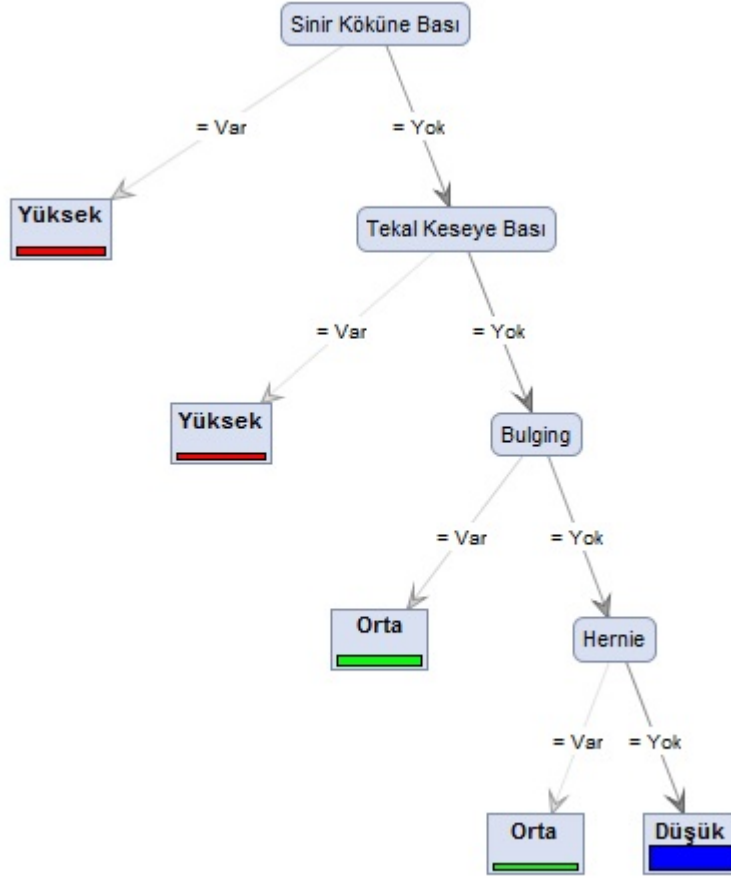 Sinir Köküne Bası
= Var
= Yok
Yüksek
Tekal Keseye Bası
= Var
= Yok
Yüksek
Bulging
= Var
= Yok
Orta
Hernie
= Var
= Yok
Orta
Düşük